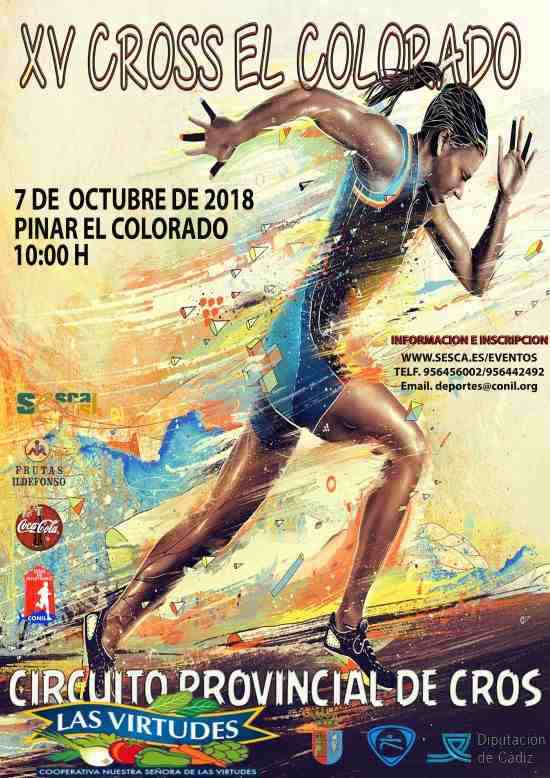 XV CROSS EL COLORADO
7 DE OCTUBRE DE 2018
PINAR EL COLORADO
10:00 H
INFORMACION E INSCRIPCION
WWW.SESCA.ES/EVENTOS
TELF. 956456002/956442492
Email. deportes@conil.org
Sesca
FRUTAS
ILDEFONSO
Coca-Cola
CONIL
CIRCUITO PROVINCIAL DE CROS
LAS VIRTUDES
COOPERATIVA NUESTRA SEÑORA DE LAS VIRTUDES
Diputación
de Cádiz